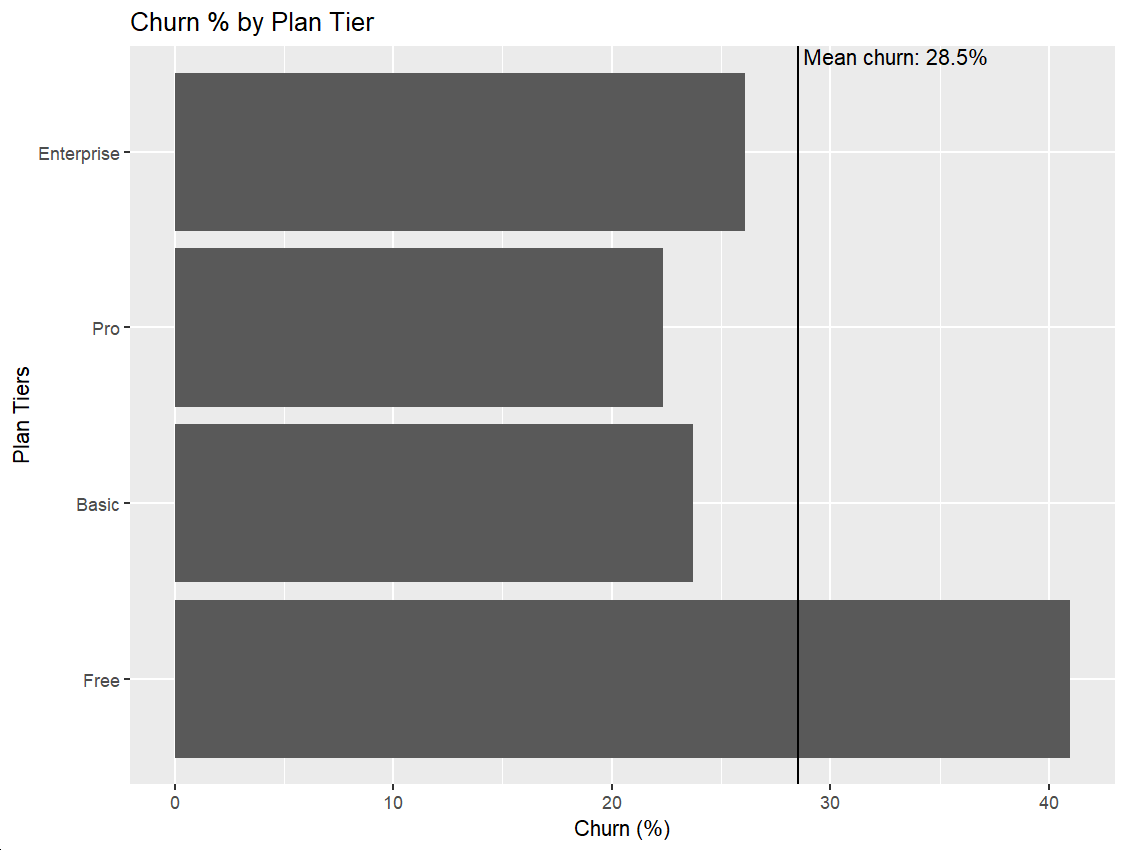 Churn % by Plan Tier
Mean churn: 28.5%
Enterprise
Pro
Basic
Free
Plan Tiers
0 10 20 30 40
Churn (%)